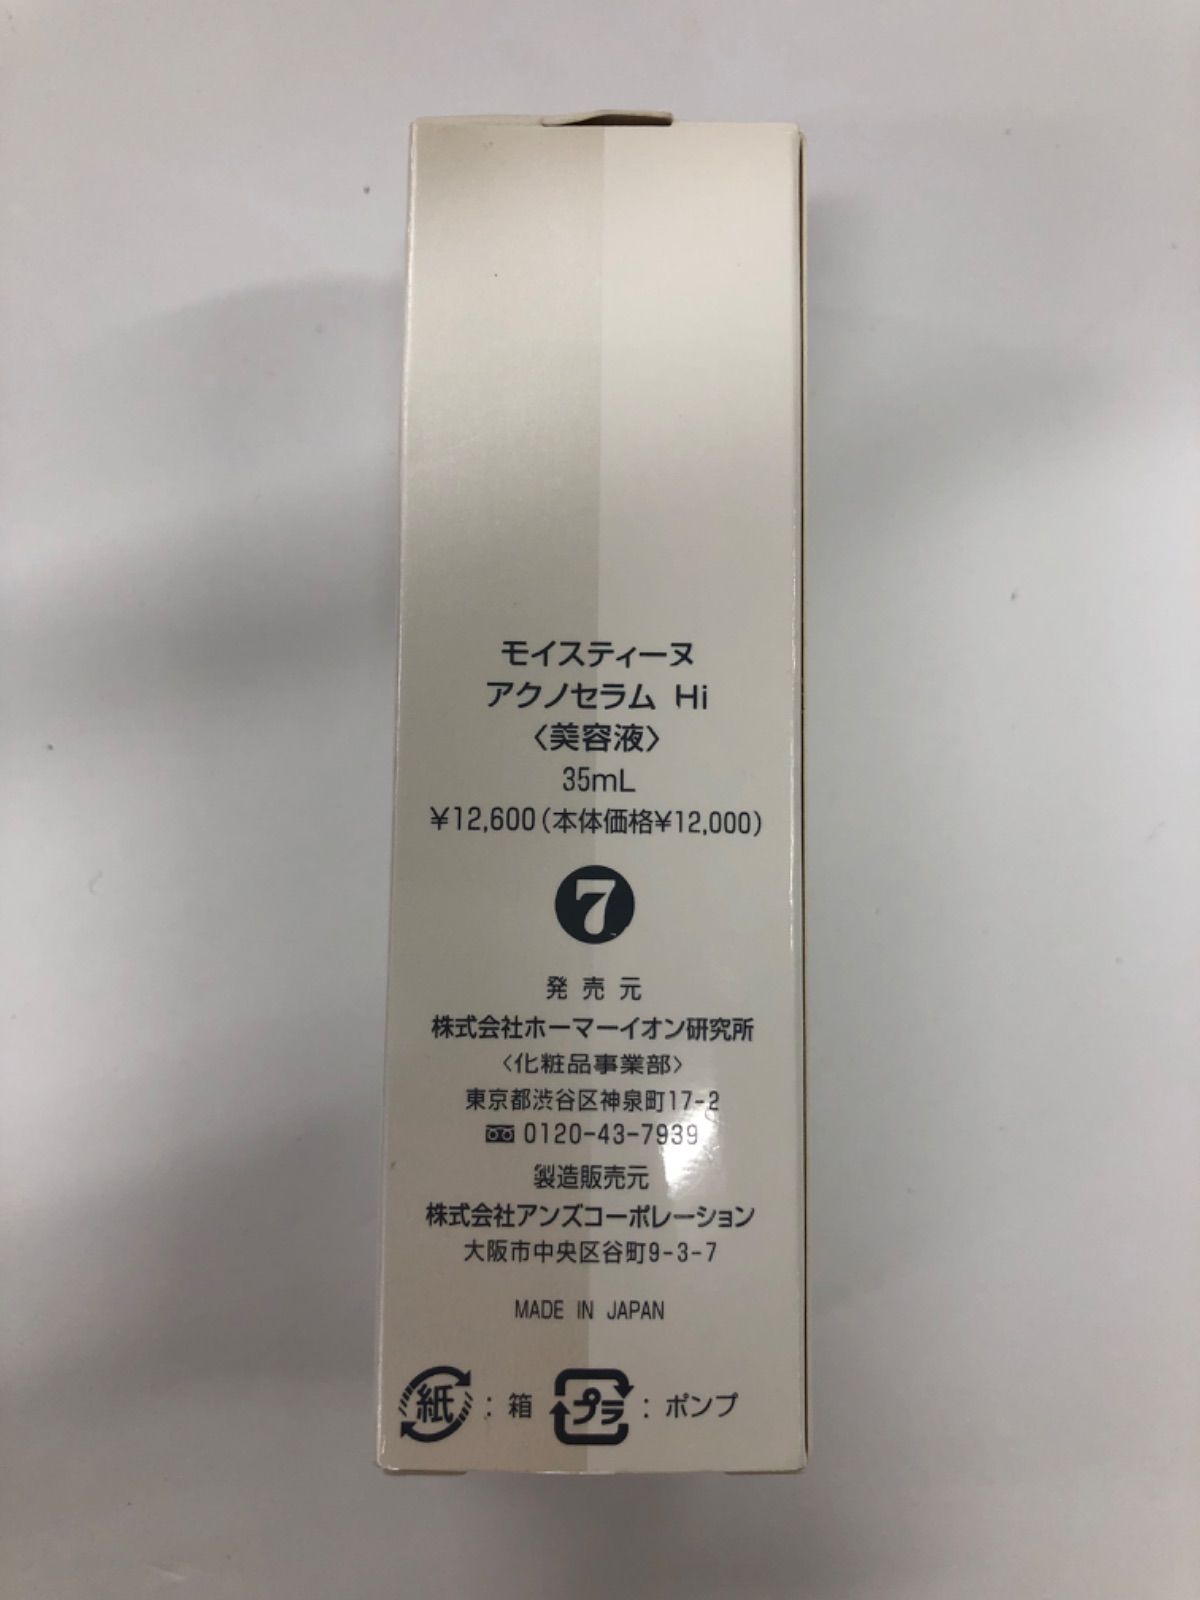 モイスティーヌ
アクノセラム Hi
〈美容液〉
35mL
¥12,600(本体価格¥12,000)
7
発売元
株式会社ホーマーイオン研究所
〈化粧品事業部〉
東京都渋谷区神泉町17-2
0120-43-7939
製造販売元
株式会社アンズコーポレーション
大阪市中央区谷町9-3-7
MADE IN JAPAN
紙:箱 プラ:ポンプ